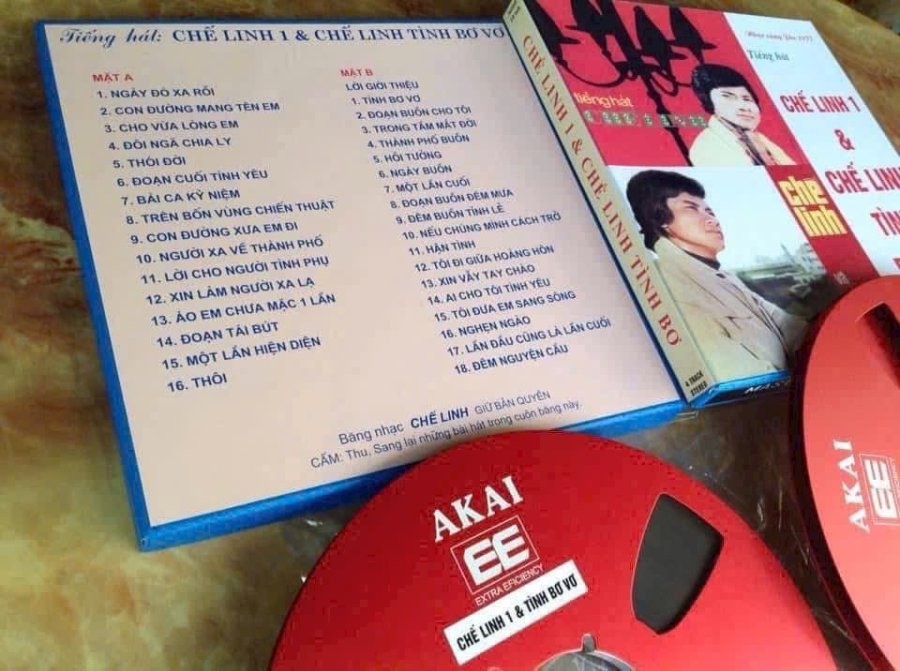 Tiếng hát: CHẾ LINH 1 & CHẾ LINH TÌNH BƠ VƠ
MẶT A
1. NGÀY ĐÓ XA RỒI
2. CON ĐƯỜNG MANG TÊN EM
3. CHO VỪA LÒNG EM
4. ĐÔI NGÃ CHIA LY
5. THÓI ĐỜI
6. ĐOẠN CUỐI TÌNH YÊU
7. BÀI CA KỶ NIỆM
8. TRÊN BỐN VÙNG CHIẾN THUẬT
9. CON ĐƯỜNG XƯA EM ĐI
10. NGƯỜI XA VỀ THÀNH PHỐ
11. LỜI CHO NGƯỜI TÌNH PHỤ
12. XIN LÀM NGƯỜI XA LẠ
13. ÁO EM CHƯA MẶC 1 LẦN
14. ĐOẠN TÁI BÚT
15. MỘT LẦN HIỆN DIỆN
16. THÔI
MẶT B
LỜI GIỚI THIỆU
1. TÌNH BƠ VƠ
2. ĐOẠN BUỒN CHO TÔI
3. TRONG TẦM MẮT ĐỜI
4. THÀNH PHỐ BUỒN
5. HỒI TƯỞNG
6. NGÀY BUỒN
7. MỘT LẦN CUỐI
8. ĐOẠN BUỒN ĐÊM MƯA
9. ĐÊM BUỒN TỈNH LẺ
10. NẾU CHÚNG MÌNH CÁCH TRỞ
11. HẬN TÌNH
12. TÔI ĐI GIỮA HOÀNG HÔN
13. XIN VẪY TAY CHÀO
14. AI CHO TÔI TÌNH YÊU
15. TÔI ĐƯA EM SANG SÔNG
16. NGHẸN NGÀO
17. LẦN ĐẦU CŨNG LÀ LẦN CUỐI
18. ĐÊM NGUYỆN CẦU
Băng nhạc CHẾ LINH GIỮ BẢN QUYỀN
CẤM: Thu, Sang lại những bài hát trong cuôn băng này.
CHẾ LINH 1 & CHẾ LINH TÌNH BƠ
4 TRACK
STEREO
Tiếng hát
tiếng hát
CHẾ LINH 1
&
CHẾ LINH
TÌN
chế
linh
AKAI
EE
EXTRA EFICIENCY
CHẾ LINH 1 & TÌNH BƠ VƠ
AKAI
EE